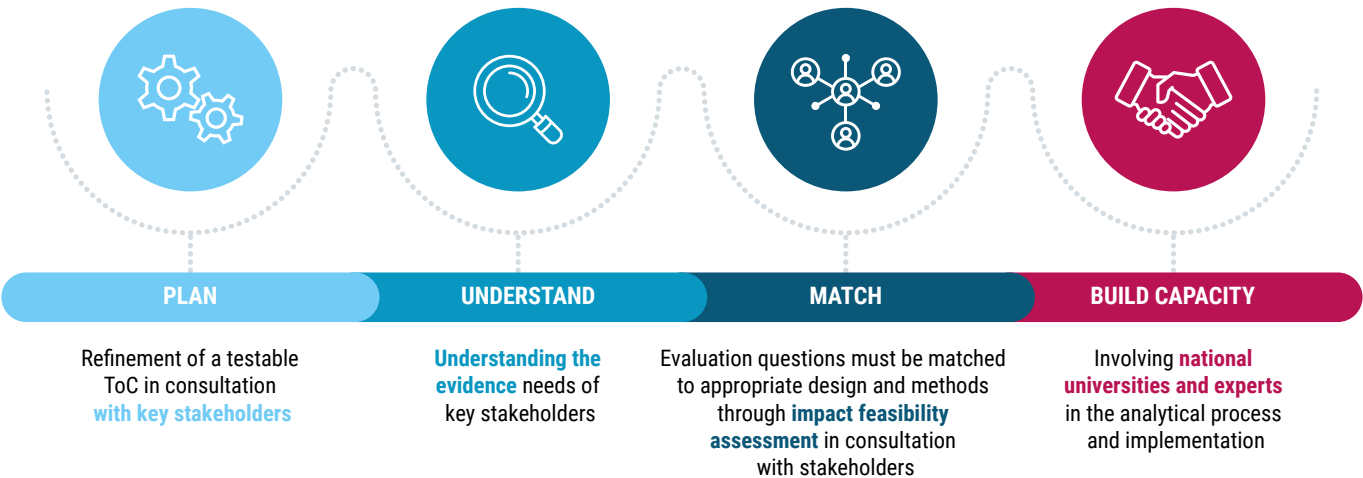 PLAN
Refinement of a testable
ToC in consultation
with key stakeholders
UNDERSTAND
Understanding the
evidence needs of
key stakeholders
MATCH
Evaluation questions must be matched
to appropriate design and methods
through impact feasibility
assessment in consultation
with stakeholders
BUILD CAPACITY
Involving national
universities and experts
in the analytical process
and implementation